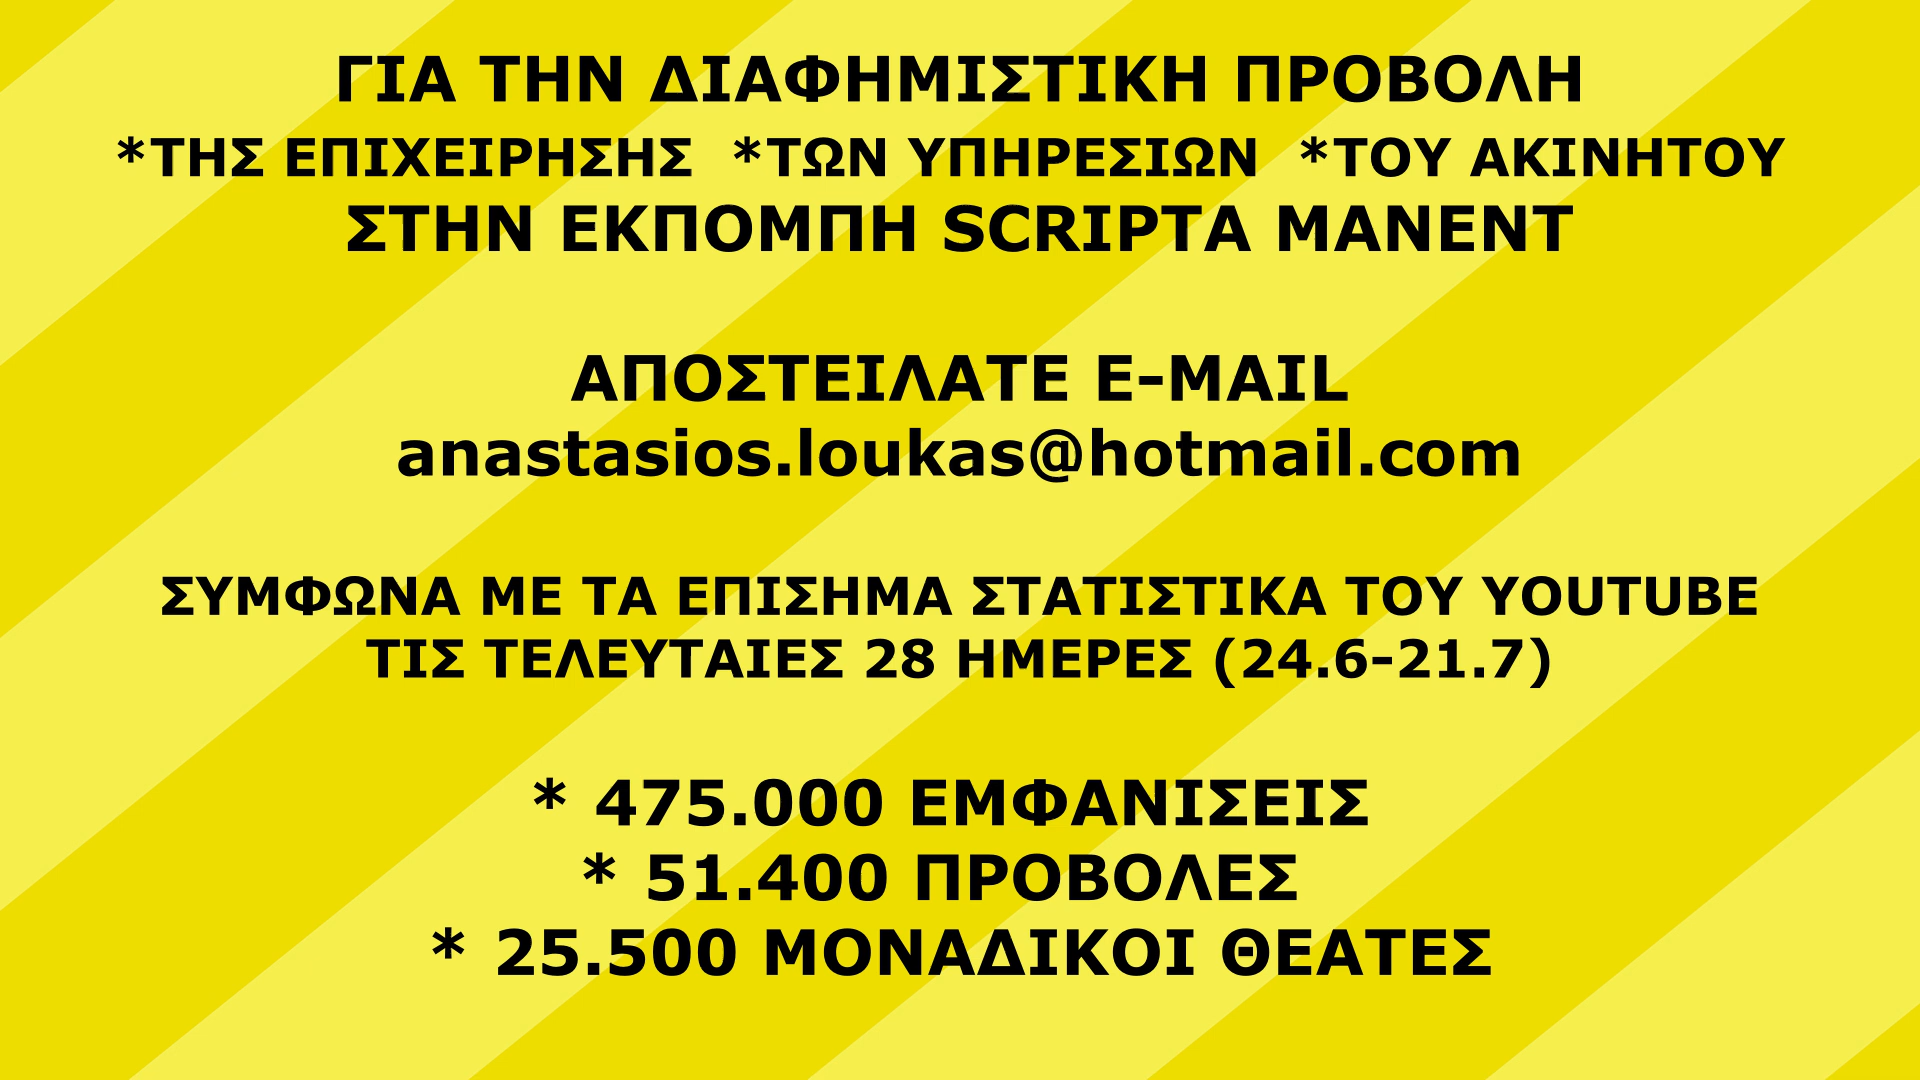 ΓΙΑ ΤΗΝ ΔΙΑΦΗΜΙΣΤΙΚΗ ΠΡΟΒΟΛΗ
*ΤΗΣ ΕΠΙΧΕΙΡΗΣΗΣ *ΤΩΝ ΥΠΗΡΕΣΙΩΝ *ΤΟΥ ΑΚΙΝΗΤΟΥ
ΣΤΗΝ ΕΚΠΟΜΠΗ SCRIPTA MANENT
ΑΠΟΣΤΕΙΛΑΤΕ E-MAIL
anastasios.loukas@hotmail.com
ΣΥΜΦΩΝΑ ΜΕ ΤΑ ΕΠΙΣΗΜΑ ΣΤΑΤΙΣΤΙΚΑ ΤΟΥ YOUTUBE
ΤΙΣ ΤΕΛΕΥΤΑΙΕΣ 28 ΗΜΕΡΕΣ (24.6-21.7)
* 475.000 ΕΜΦΑΝΙΣΕΙΣ
* 51.400 ΠΡΟΒΟΛΕΣ
* 25.500 ΜΟΝΑΔΙΚΟΙ ΘΕΑΤΕΣ